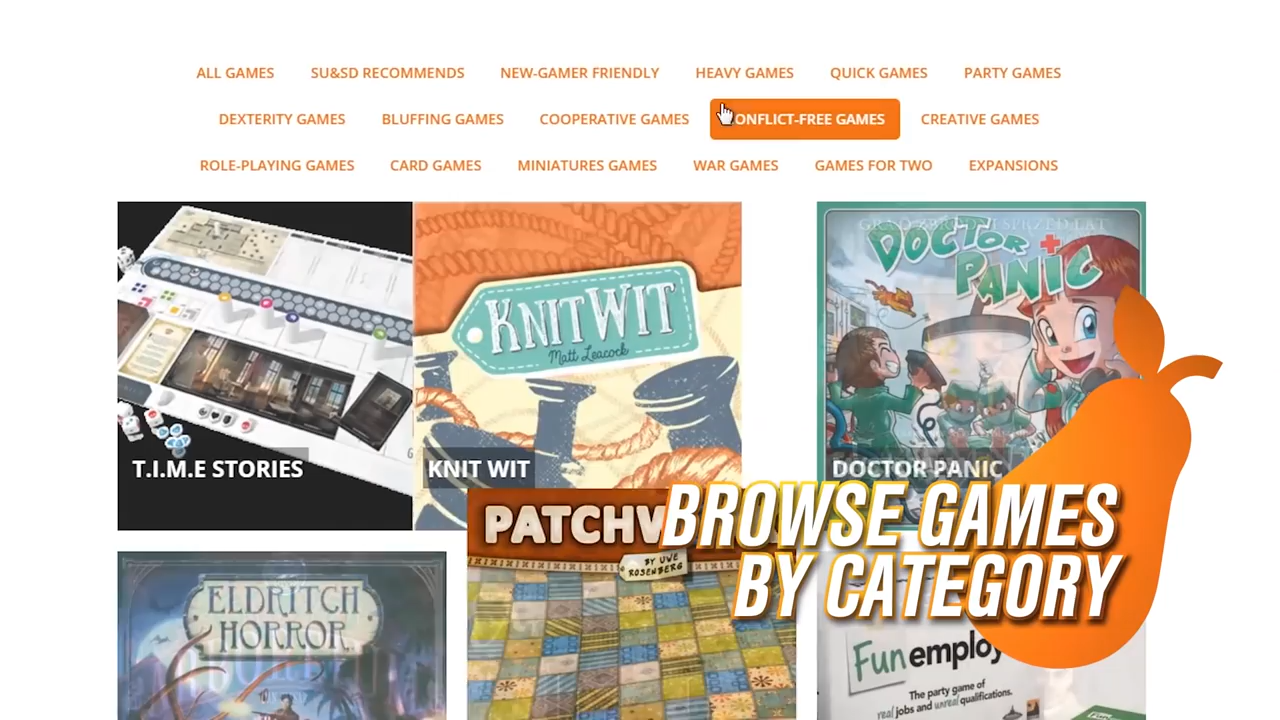 ALL GAMES
SU&SD RECOMMENDS
NEW-GAMER FRIENDLY
HEAVY GAMES
QUICK GAMES
PARTY GAMES
DEXTERITY GAMES
BLUFFING GAMES
COOPERATIVE GAMES
ONFLICT-FREE GAMES
CREATIVE GAMES
ROLE-PLAYING GAMES
CARD GAMES
MINIATURES GAMES
WAR GAMES
GAMES FOR TWO
EXPANSIONS
T.I.M.E STORIES
KNITWIT
Matt Leacock
KNIT WIT
DOCTOR
PANIC
DOCTOR PANIC
BROWSE GAMES
BY CATEGORY
ELDRITCH
HORROR
PATCHW
BY UWE
ROSENBERG
Fun employ
The party game of
real jobs and unreal qualifications.